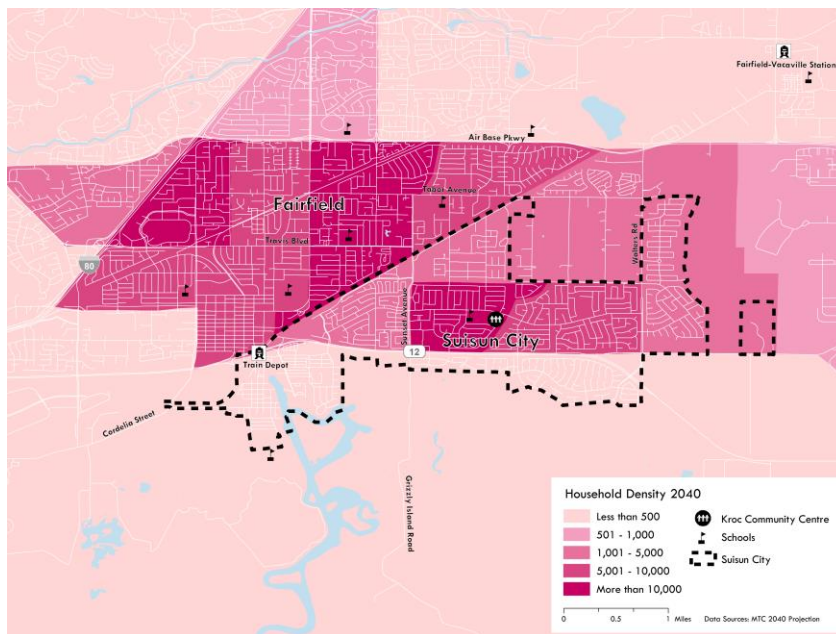 Fairfield-Vacaville Station
Air Base Pkwy
Tabor Avenue
Fairfield
Travis Blvd
Walters Rd
80
Sunset Avenue
Suisun City
12
Train Depot
Cordelia Street
Grizzly Island Road
Household Density 2040
Less than 500
501 - 1,000
1,001 - 5,000
5,001 - 10,000
More than 10,000
Kroc Community Centre
Schools
Suisun City
0 0.5 1 Miles
Data Sources: MTC 2040 Projection